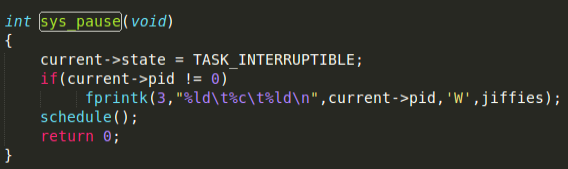 int sys_pause(void)
{
    current->state = TASK_INTERRUPTIBLE;
    if(current->pid != 0)
        fprintk(3,"%ld\t%c\t%ld\n",current->pid,'W',jiffies);
    schedule();
    return 0;
}